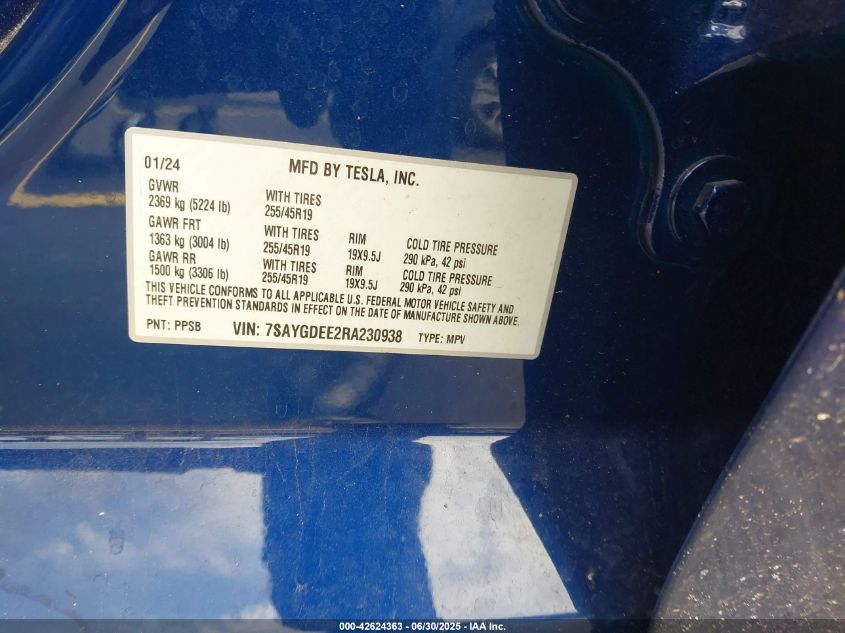 01/24 MFD BY TESLA, INC.
GVWR
2369 kg (5224 lb) WITH TIRES 255/45R19
GAWR FRT
1363 kg (3004 lb) WITH TIRES 255/45R19 RIM 19X9.5J COLD TIRE PRESSURE 290 kPa, 42 psi
GAWR RR
1500 kg (3306 lb) WITH TIRES 255/45R19 RIM 19X9.5J COLD TIRE PRESSURE 290 kPa, 42 psi
THIS VEHICLE CONFORMS TO ALL APPLICABLE U.S. FEDERAL MOTOR VEHICLE SAFETY AND
THEFT PREVENTION STANDARDS IN EFFECT ON THE DATE OF MANUFACTURE SHOWN ABOVE.
PNT: PPSB VIN: 7SAYGDEE2RA230938 TYPE: MPV
000-42624363 - 06/30/2025 - IAA Inc.